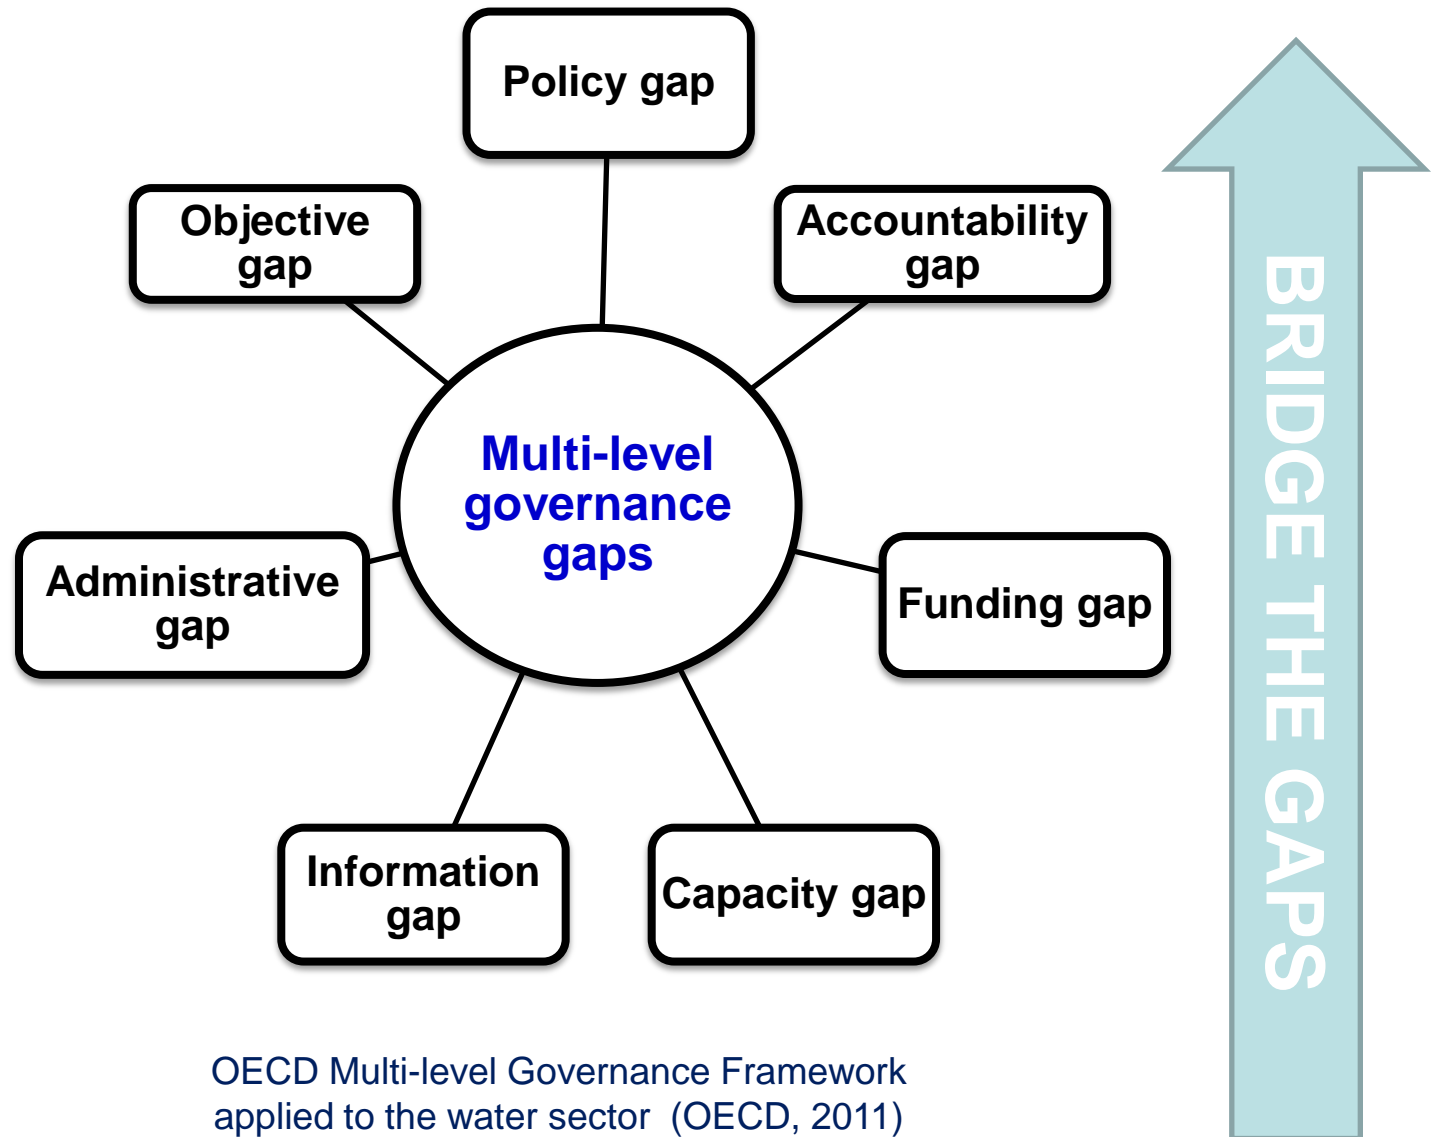 Policy gap
Objective
gap
Accountability
gap
Multi-level
governance
gaps
Administrative
gap
Funding gap
Information
gap
Capacity gap
BRIDGE THE GAPS
OECD Multi-level Governance Framework
applied to the water sector (OECD, 2011)